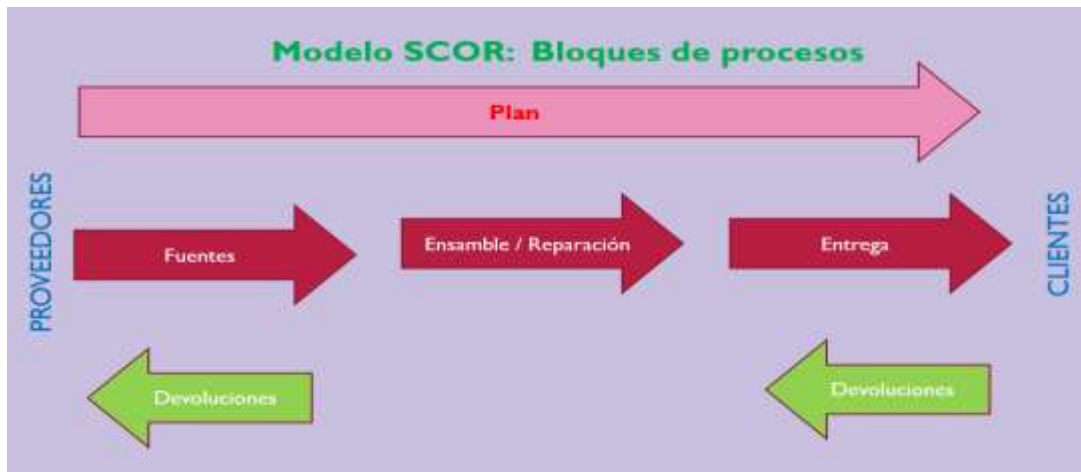 Modelo SCOR: Bloques de procesos
Plan
PROVEEDORES
Fuentes
Ensamble / Reparación
Entrega
CLIENTES
Devoluciones
Devoluciones